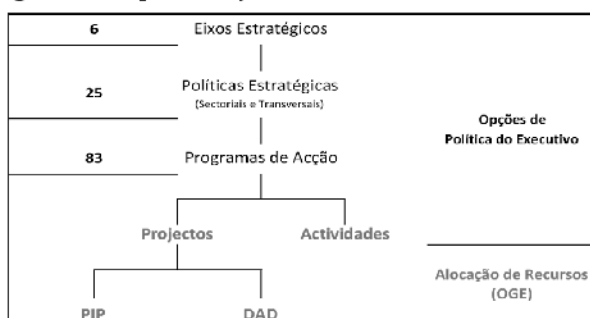 6 Eixos Estratégicos
25 Políticas Estratégicas
(Sectoriais e Transversais)
Opções de
Política do Executivo
83 Programas de Acção
Projectos Actividades
Alocação de Recursos
(OGE)
PIP DAD